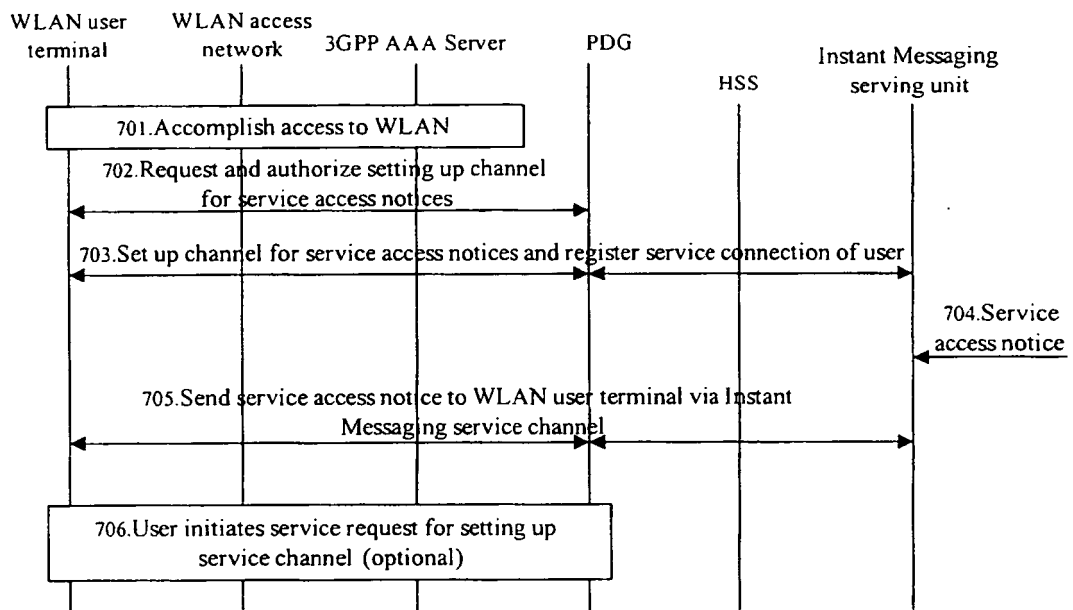 WLAN user
terminal
WLAN access
network
3GPP AAA Server
PDG
HSS
Instant Messaging
serving unit
701.Accomplish access to WLAN
702.Request and authorize setting up channel
for service access notices
703.Set up channel for service access notices and register service connection of user
704.Service
access notice
705.Send service access notice to WLAN user terminal via Instant
Messaging service channel
706.User initiates service request for setting up
service channel (optional)